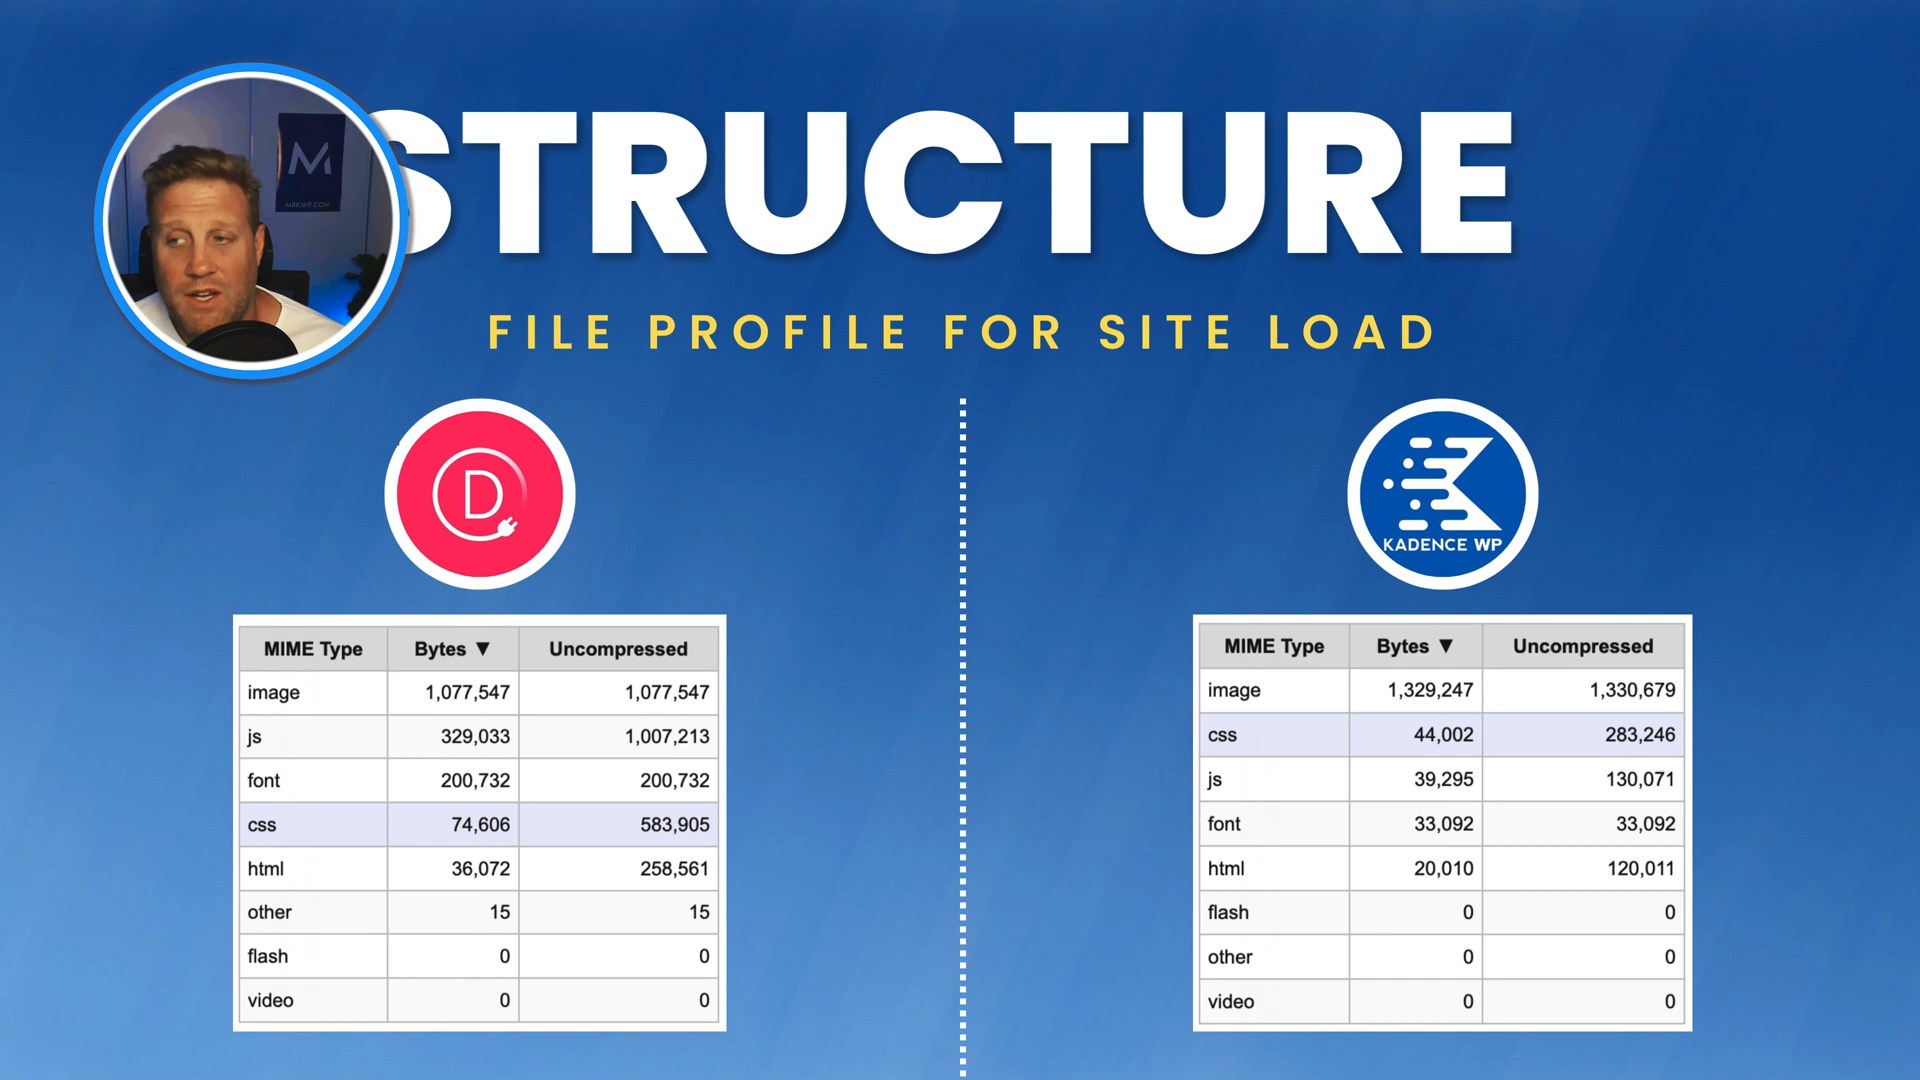 M
MRKWP.COM
STRUCTURE
FILE PROFILE FOR SITE LOAD
D
KADENCE WP
MIME Type Bytes ▼ Uncompressed
image 1,077,547 1,077,547
js 329,033 1,007,213
font 200,732 200,732
css 74,606 583,905
html 36,072 258,561
other 15 15
flash 0 0
video 0 0
MIME Type Bytes ▼ Uncompressed
image 1,329,247 1,330,679
css 44,002 283,246
js 39,295 130,071
font 33,092 33,092
html 20,010 120,011
flash 0 0
other 0 0
video 0 0